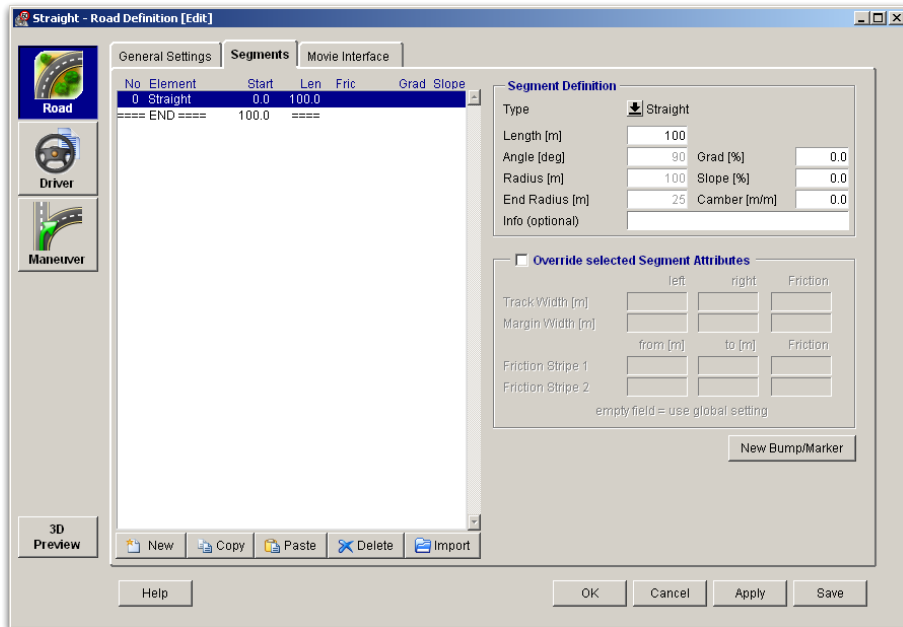 Straight - Road Definition [Edit]
Road
Driver
Maneuver
3D
Preview
General Settings
Segments
Movie Interface
No Element Start Len Fric Grad Slope
0 Straight 0.0 100.0
==== END ==== 100.0 ====
New
Copy
Paste
Delete
Import
Segment Definition
Type Straight
Length [m] 100
Angle [deg] 90 Grad [%] 0.0
Radius [m] 100 Slope [%] 0.0
End Radius [m] 25 Camber [m/m] 0.0
Info (optional)
Override selected Segment Attributes
left right Friction
Track Width [m]
Margin Width [m]
from [m] to [m] Friction
Friction Stripe 1
Friction Stripe 2
empty field = use global setting
New Bump/Marker
Help
OK
Cancel
Apply
Save